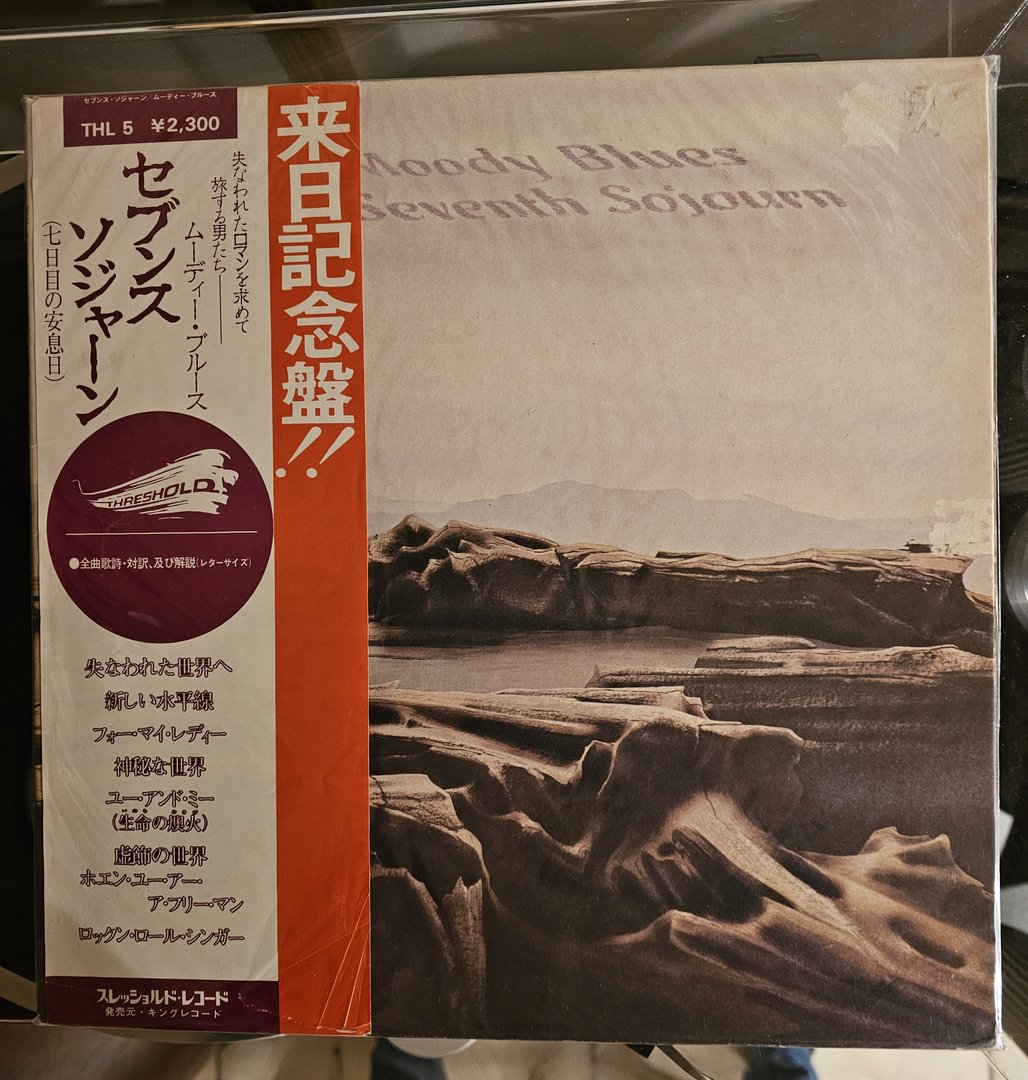 セブンス・ソジャーン/ムーディー・ブルース
THL 5 ¥2,300
来日記念盤!!
失なわれたロマンを求めて
旅する男たち――
ムーディー・ブルース
セブンス
ソジャーン
(七日目の安息日)
Moody Blues
Seventh Sojourn
THRESHOLD
●全曲歌詩・対訳、及び解説(レターサイズ)
失なわれた世界へ
新しい水平線
フォー・マイ・レディー
神秘な世界
ユー・アンド・ミー
(生命の燠火)
虚飾の世界
ホエン・ユー・アー・
ア・フリー・マン
ロックン・ロール・シンガー
スレッショルド・レコード
発売元・キングレコード